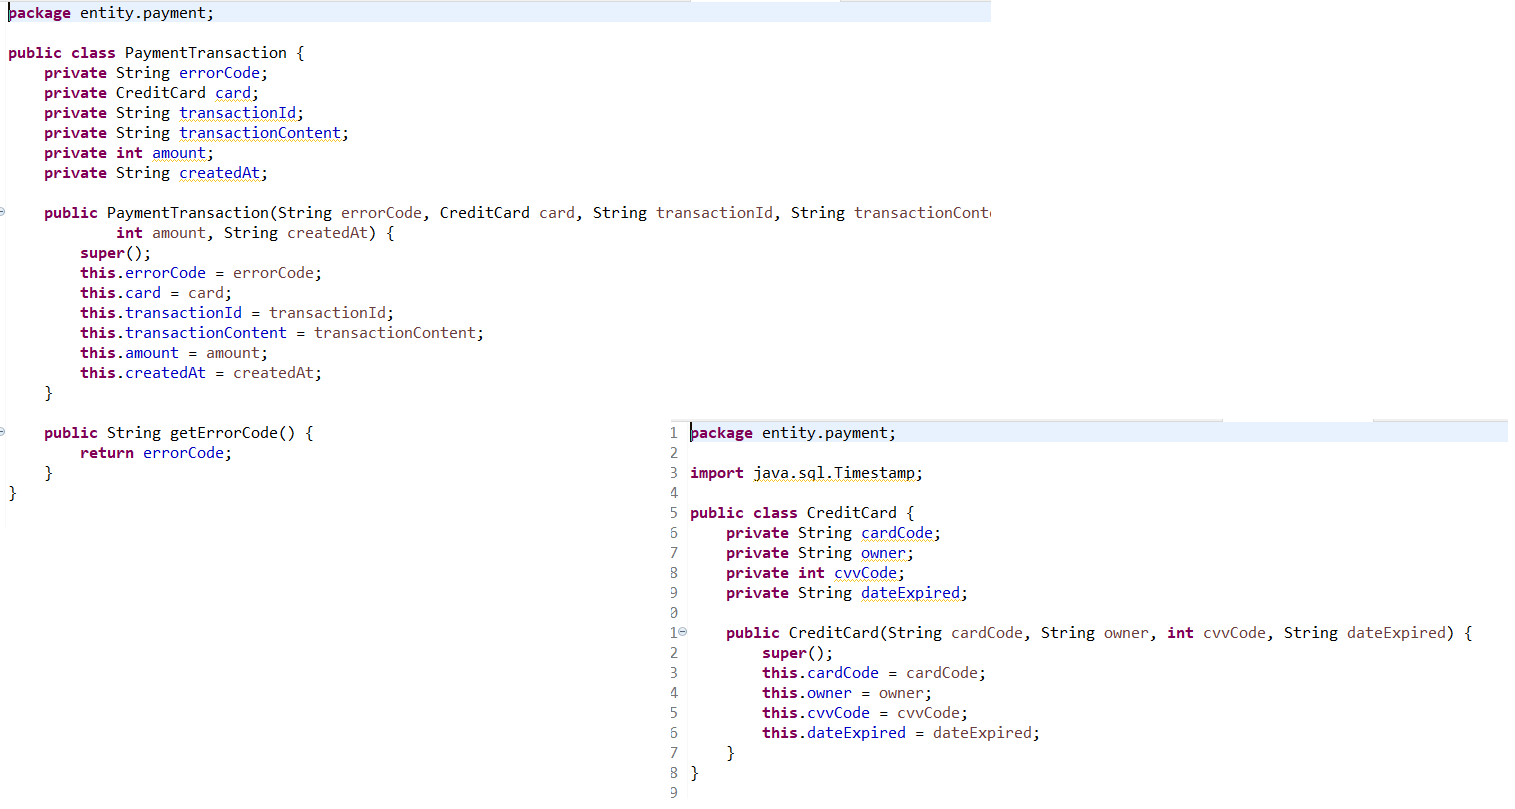 package entity.payment;
public class PaymentTransaction {
private String errorCode;
private CreditCard card;
private String transactionId;
private String transactionContent;
private int amount;
private String createdAt;
public PaymentTransaction(String errorCode, CreditCard card, String transactionId, String transactionConte
int amount, String createdAt) {
super();
this.errorCode = errorCode;
this.card = card;
this.transactionId = transactionId;
this.transactionContent = transactionContent;
this.amount = amount;
this.createdAt = createdAt;
}
public String getErrorCode() {
return errorCode;
}
}
1 package entity.payment;
2
3 import java.sql.Timestamp;
4
5 public class CreditCard {
6 private String cardCode;
7 private String owner;
8 private int cvvCode;
9 private String dateExpired;
0
1 public CreditCard(String cardCode, String owner, int cvvCode, String dateExpired) {
2 super();
3 this.cardCode = cardCode;
4 this.owner = owner;
5 this.cvvCode = cvvCode;
6 this.dateExpired = dateExpired;
7 }
8 }
9